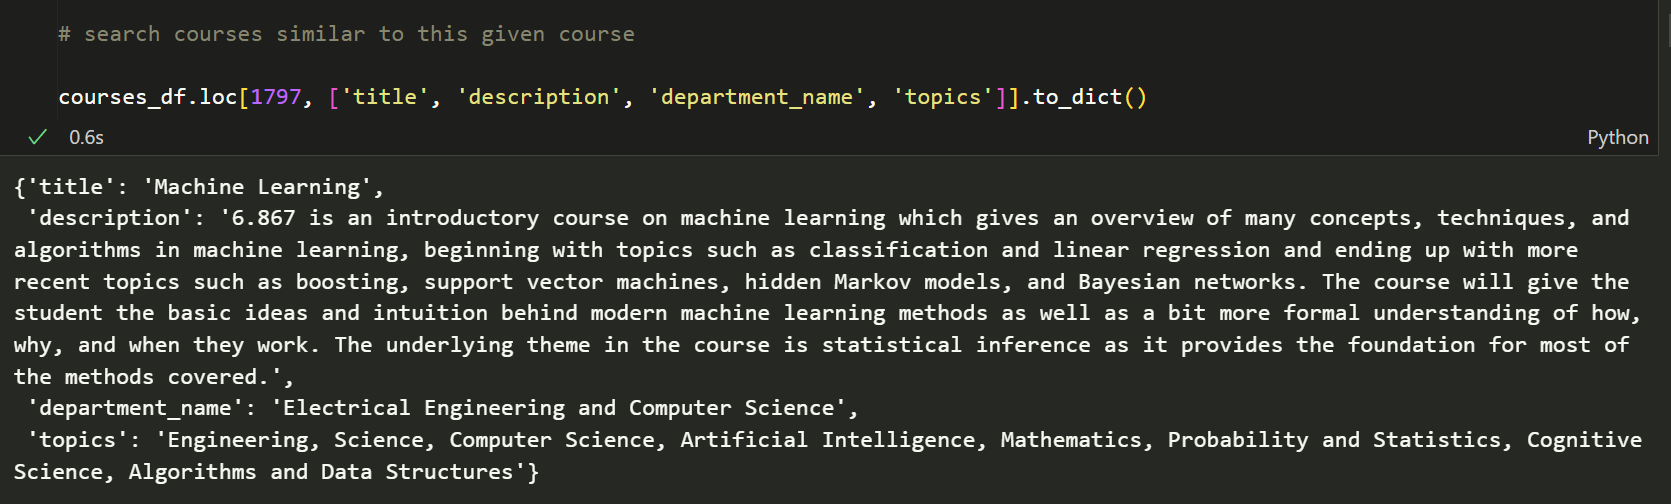 # search courses similar to this given course
courses_df.loc[1797, ['title', 'description', 'department_name', 'topics']].to_dict()
0.6s
Python
{'title': 'Machine Learning',
'description': '6.867 is an introductory course on machine learning which gives an overview of many concepts, techniques, and
algorithms in machine learning, beginning with topics such as classification and linear regression and ending up with more
recent topics such as boosting, support vector machines, hidden Markov models, and Bayesian networks. The course will give the
student the basic ideas and intuition behind modern machine learning methods as well as a bit more formal understanding of how,
why, and when they work. The underlying theme in the course is statistical inference as it provides the foundation for most of
the methods covered.',
'department_name': 'Electrical Engineering and Computer Science',
'topics': 'Engineering, Science, Computer Science, Artificial Intelligence, Mathematics, Probability and Statistics, Cognitive
Science, Algorithms and Data Structures'}